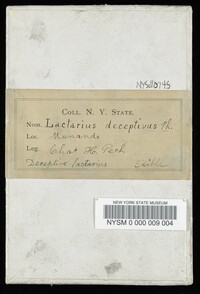 COLL. N. Y. STATE.
NOM. Lactarius deceptivus Pk.
LOC. Menands
LEG. Chas H. Peck
Deceptive lactarius Edible
NEW YORK STATE MUSEUM
NYSM 0 000 009 004